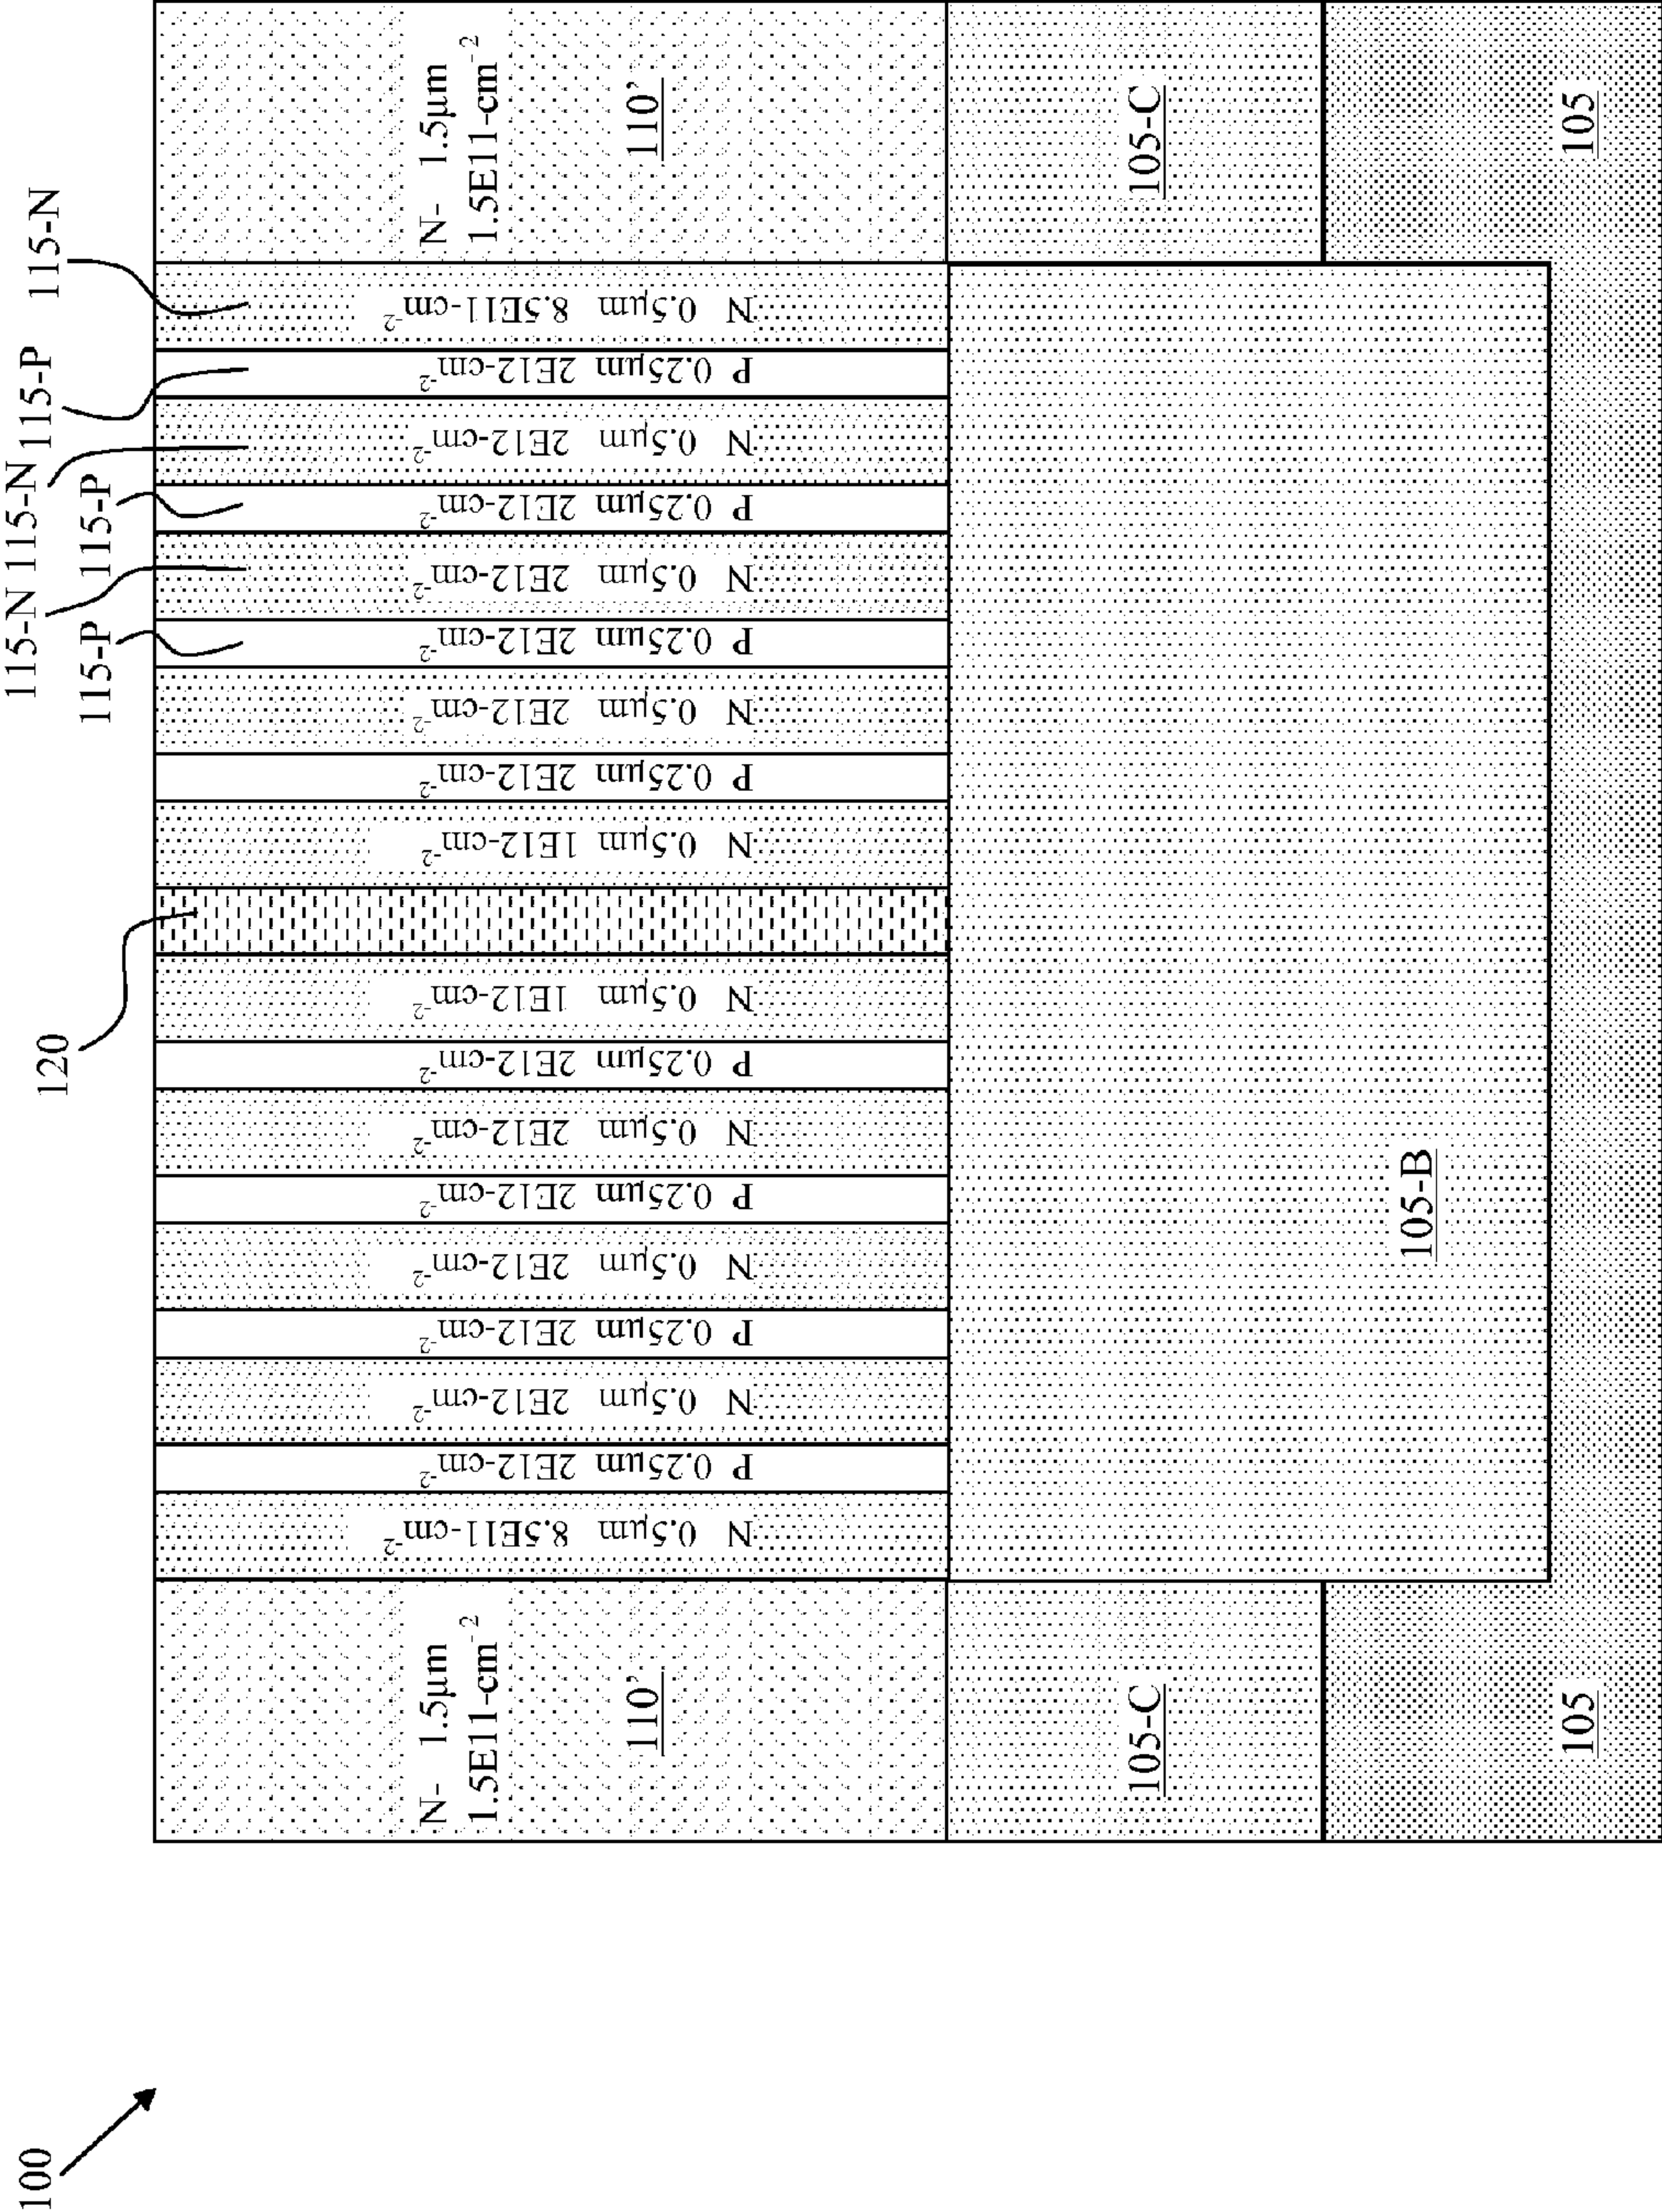 100
120
115-N
115-P
115-N
115-P
115-N
115-P
N- 1.5µm
1.5E11-cm-2
110’
N 0.5µm 8.5E11-cm-2
P 0.25µm 2E12-cm-2
N 0.5µm 2E12-cm-2
P 0.25µm 2E12-cm-2
N 0.5µm 2E12-cm-2
P 0.25µm 2E12-cm-2
N 0.5µm 2E12-cm-2
P 0.25µm 2E12-cm-2
N 0.5µm 1E12-cm-2
N 0.5µm 1E12-cm-2
P 0.25µm 2E12-cm-2
N 0.5µm 2E12-cm-2
P 0.25µm 2E12-cm-2
N 0.5µm 2E12-cm-2
P 0.25µm 2E12-cm-2
N 0.5µm 2E12-cm-2
P 0.25µm 2E12-cm-2
N 0.5µm 8.5E11-cm-2
N- 1.5µm
1.5E11-cm-2
110’
105-C
105-C
105-B
105
105